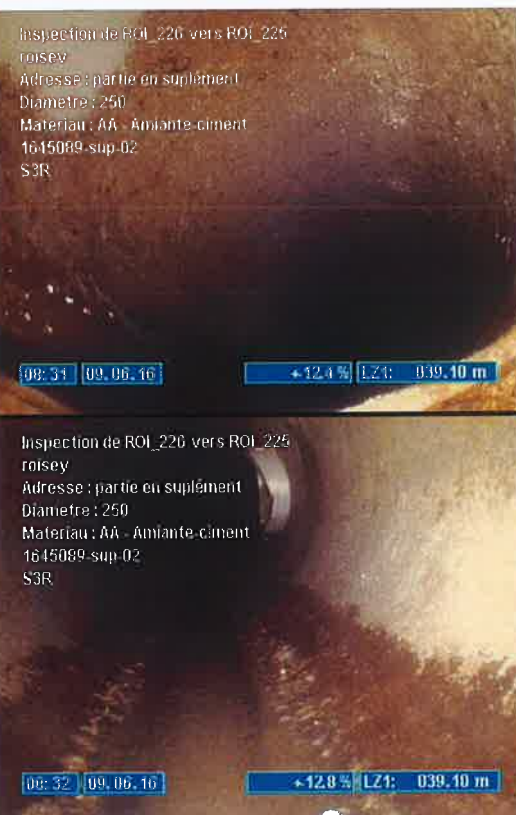 Inspection de ROI_226 vers ROI_225
roisey
Adresse : partie en suplément
Diametre : 250
Materiau : AA - Amiante-ciment
1645089-sup-02
S3R
08:31 09.06.16 +12.4 % LZ1: 039.10 m
Inspection de ROI_226 vers ROI_225
roisey
Adresse : partie en suplément
Diametre : 250
Materiau : AA - Amiante-ciment
1645089-sup-02
S3R
08:32 09.06.16 +12.8 % LZ1: 039.10 m